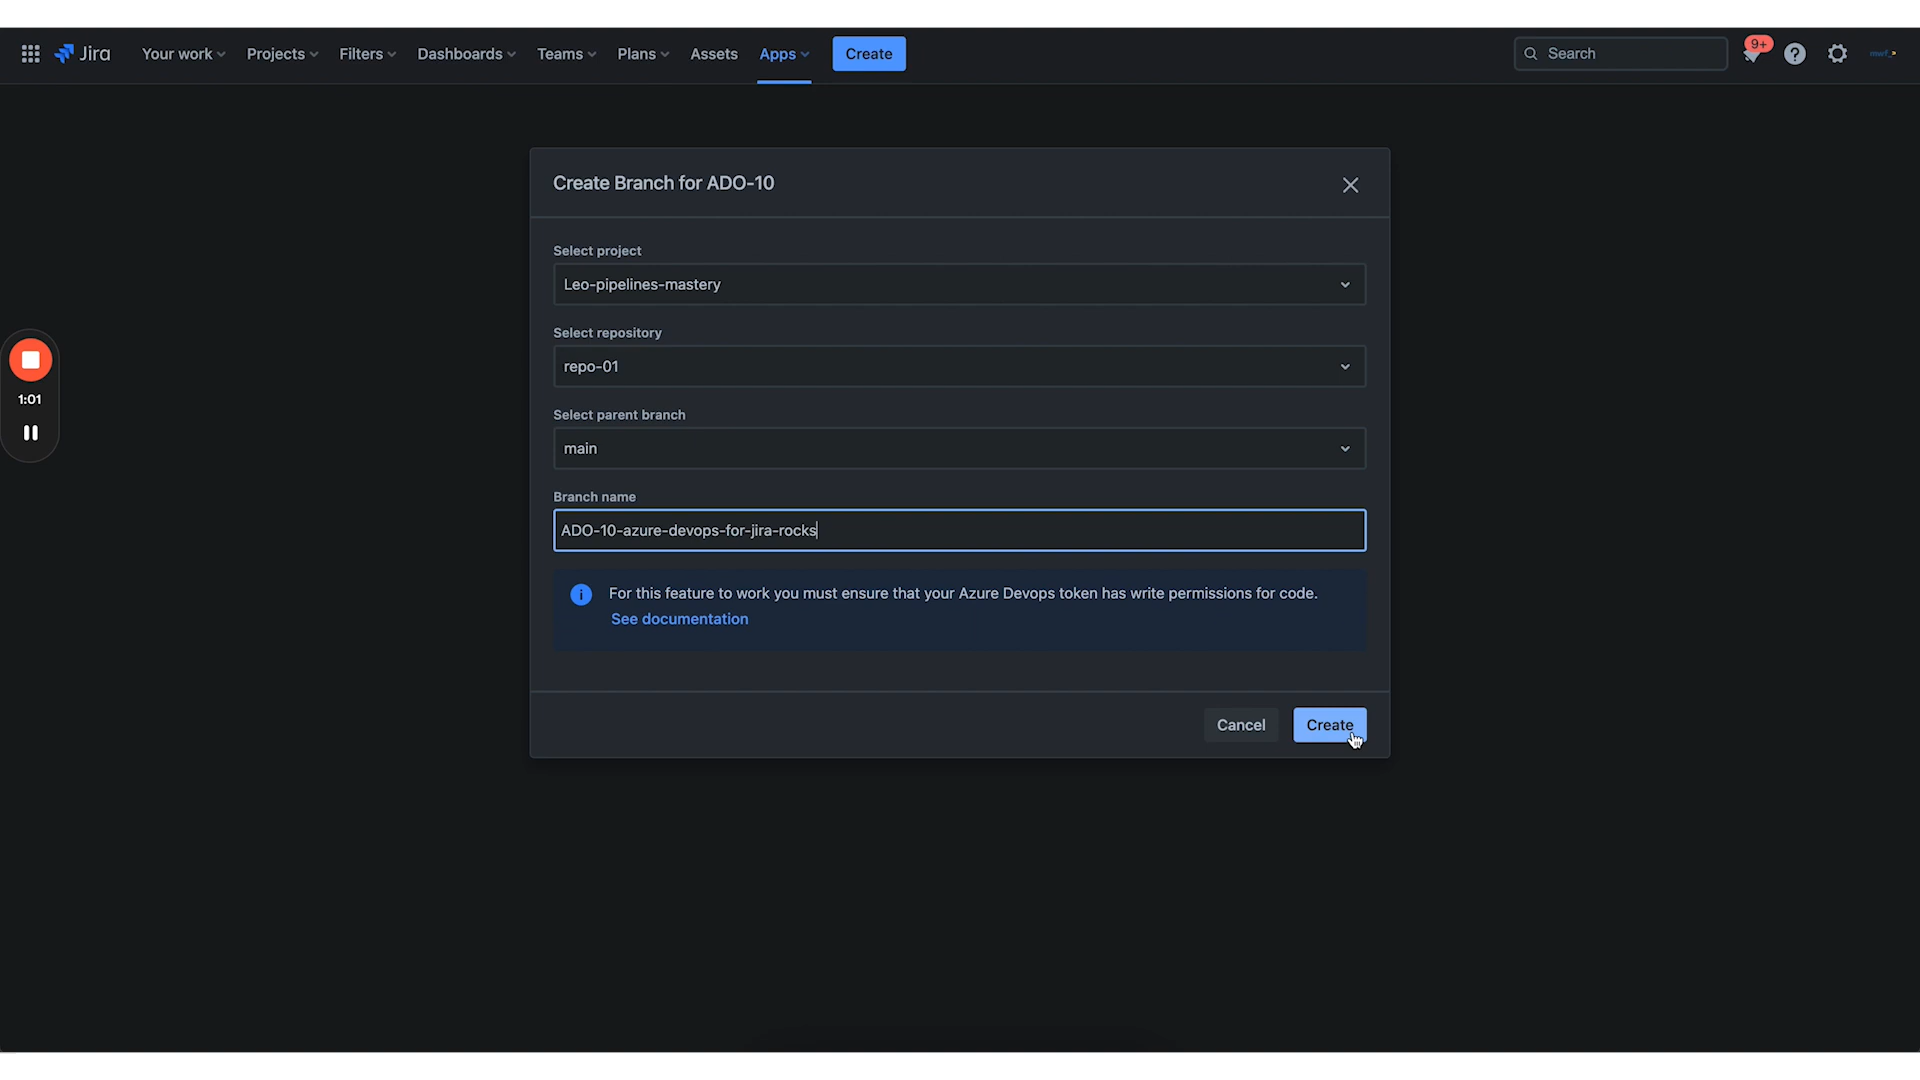 Jira Your work Projects Filters Dashboards Teams Plans Assets Apps Create Search 9+
Create Branch for ADO-10
Select project
Leo-pipelines-mastery
Select repository
repo-01
1:01
Select parent branch
main
Branch name
ADO-10-azure-devops-for-jira-rocks
For this feature to work you must ensure that your Azure Devops token has write permissions for code.
See documentation
Cancel Create